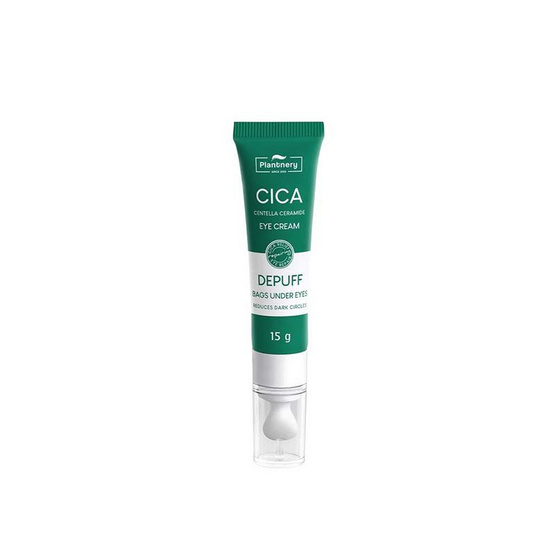 Plantnery
CICA
CENTELLA CERAMIDE
EYE CREAM
DEPUFF
BAGS UNDER EYES
REDUCES DARK CIRCLES
15 g